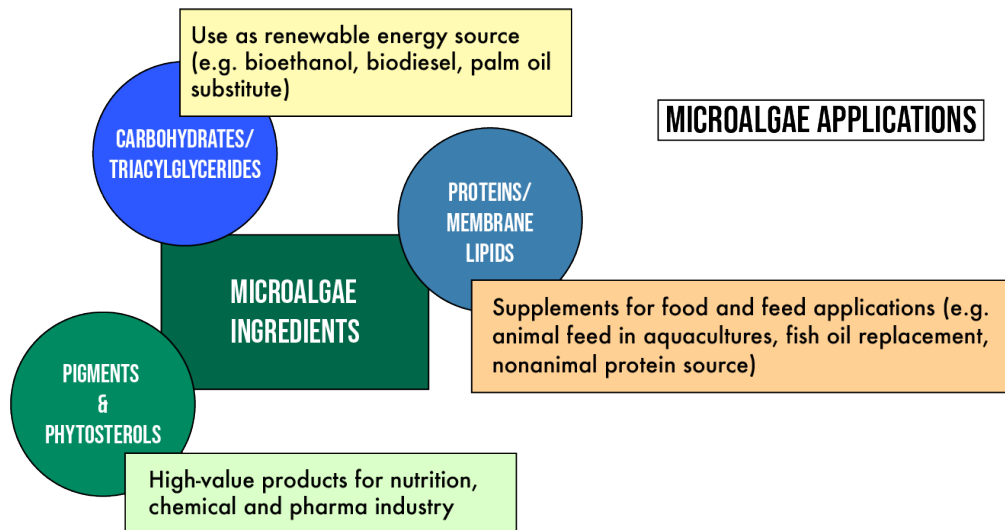 Use as renewable energy source
(e.g. bioethanol, biodiesel, palm oil
substitute)
MICROALGAE APPLICATIONS
CARBOHYDRATES/
TRIACYLGLYCERIDES
PROTEINS/
MEMBRANE
LIPIDS
MICROALGAE
INGREDIENTS
Supplements for food and feed applications (e.g.
animal feed in aquacultures, fish oil replacement,
nonanimal protein source)
PIGMENTS
&
PHYTOSTEROLS
High-value products for nutrition,
chemical and pharma industry